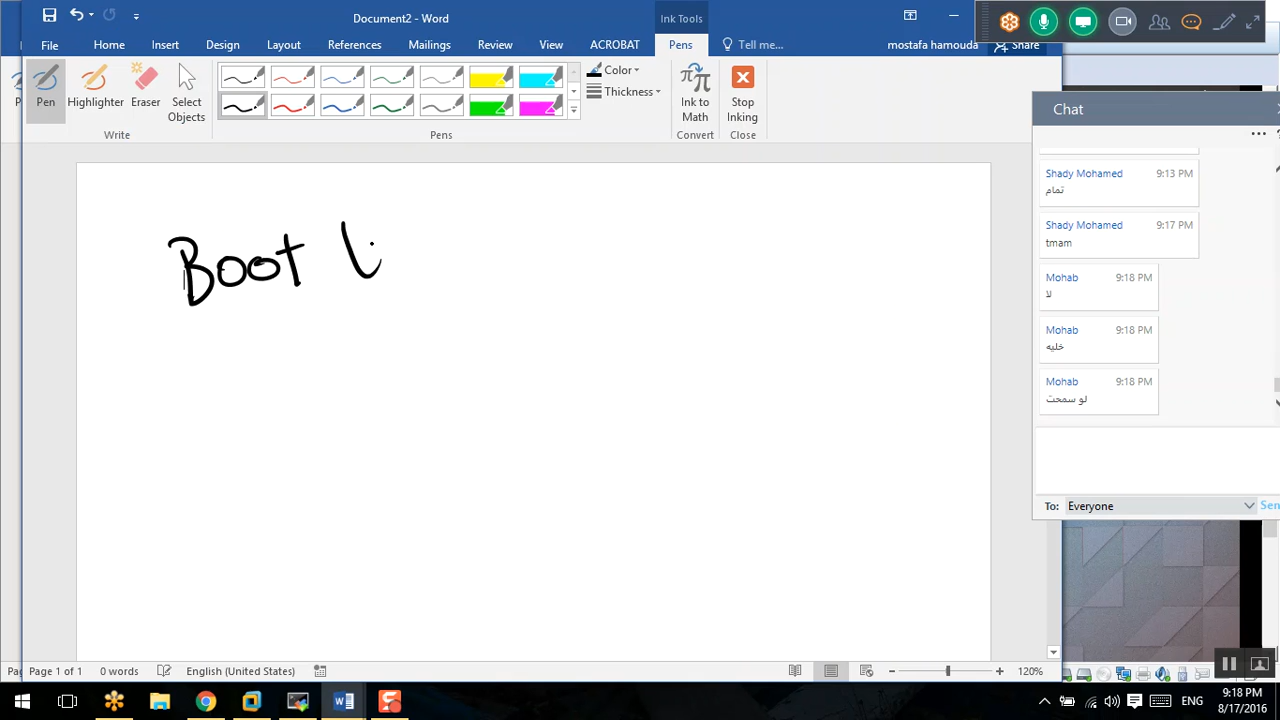 Document2 - Word
Ink Tools
File
Home
Insert
Design
Layout
References
Mailings
Review
View
ACROBAT
Pens
Tell me...
mostafa hamouda
Share
Pen
Highlighter
Eraser
Select Objects
Color
Thickness
Ink to Math
Stop Inking
Write
Pens
Convert
Close
Boot
Chat
Shady Mohamed 9:13 PM
تمام
Shady Mohamed 9:17 PM
tmam
Mohab 9:18 PM
لا
Mohab 9:18 PM
خليه
Mohab 9:18 PM
لو سمحت
To: Everyone
Sen
Page 1 of 1
0 words
English (United States)
120%
ENG
9:18 PM
8/17/2016